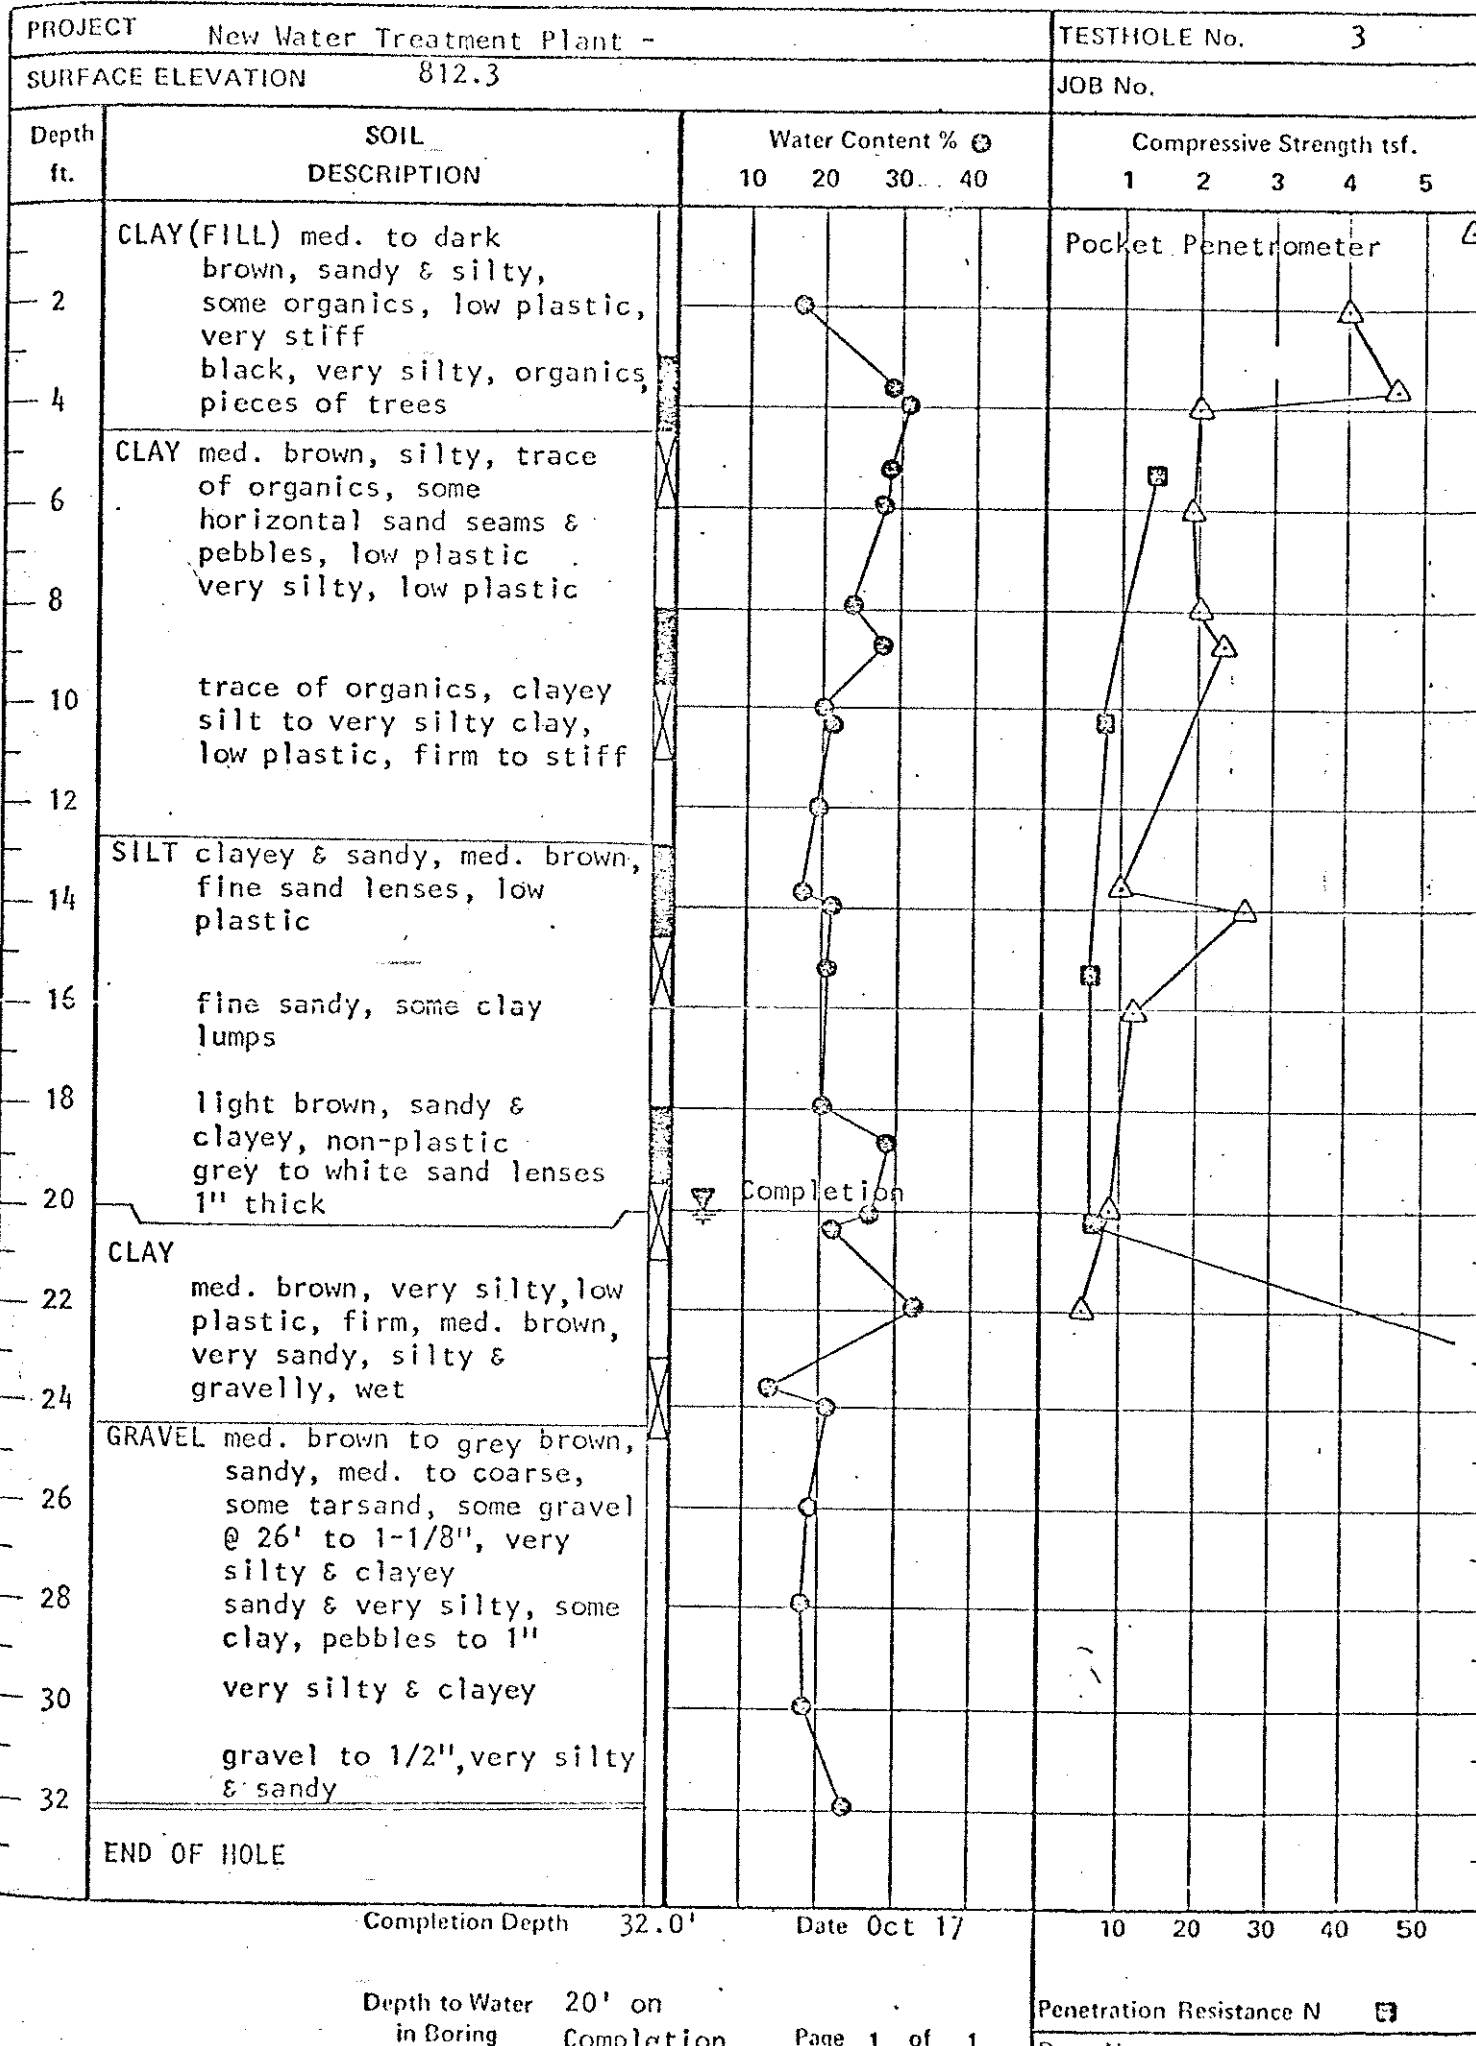 PROJECT New Water Treatment Plant -
TESTHOLE No. 3
SURFACE ELEVATION 812.3
JOB No.
Depth
ft.
SOIL
DESCRIPTION
Water Content %
10 20 30 40
Compressive Strength tsf.
1 2 3 4 5
Pocket Penetrometer
CLAY(FILL) med. to dark
brown, sandy & silty,
2 some organics, low plastic,
very stiff
black, very silty, organics,
4 pieces of trees
CLAY med. brown, silty, trace
6 of organics, some
horizontal sand seams &
pebbles, low plastic
8 very silty, low plastic
10 trace of organics, clayey
silt to very silty clay,
low plastic, firm to stiff
12
SILT clayey & sandy, med. brown,
14 fine sand lenses, low
plastic
16 fine sandy, some clay
lumps
18 light brown, sandy &
clayey, non-plastic
grey to white sand lenses
20 1" thick
Completion
CLAY
22 med. brown, very silty, low
plastic, firm, med. brown,
very sandy, silty &
24 gravelly, wet
GRAVEL med. brown to grey brown,
sandy, med. to coarse,
26 some tarsand, some gravel
@ 26' to 1-1/8", very
silty & clayey
28 sandy & very silty, some
clay, pebbles to 1"
30 very silty & clayey
gravel to 1/2", very silty
32 & sandy
END OF HOLE
Completion Depth 32.0'
Date Oct 17
10 20 30 40 50
Depth to Water 20' on
in Boring Completion
Page 1 of 1
Penetration Resistance N